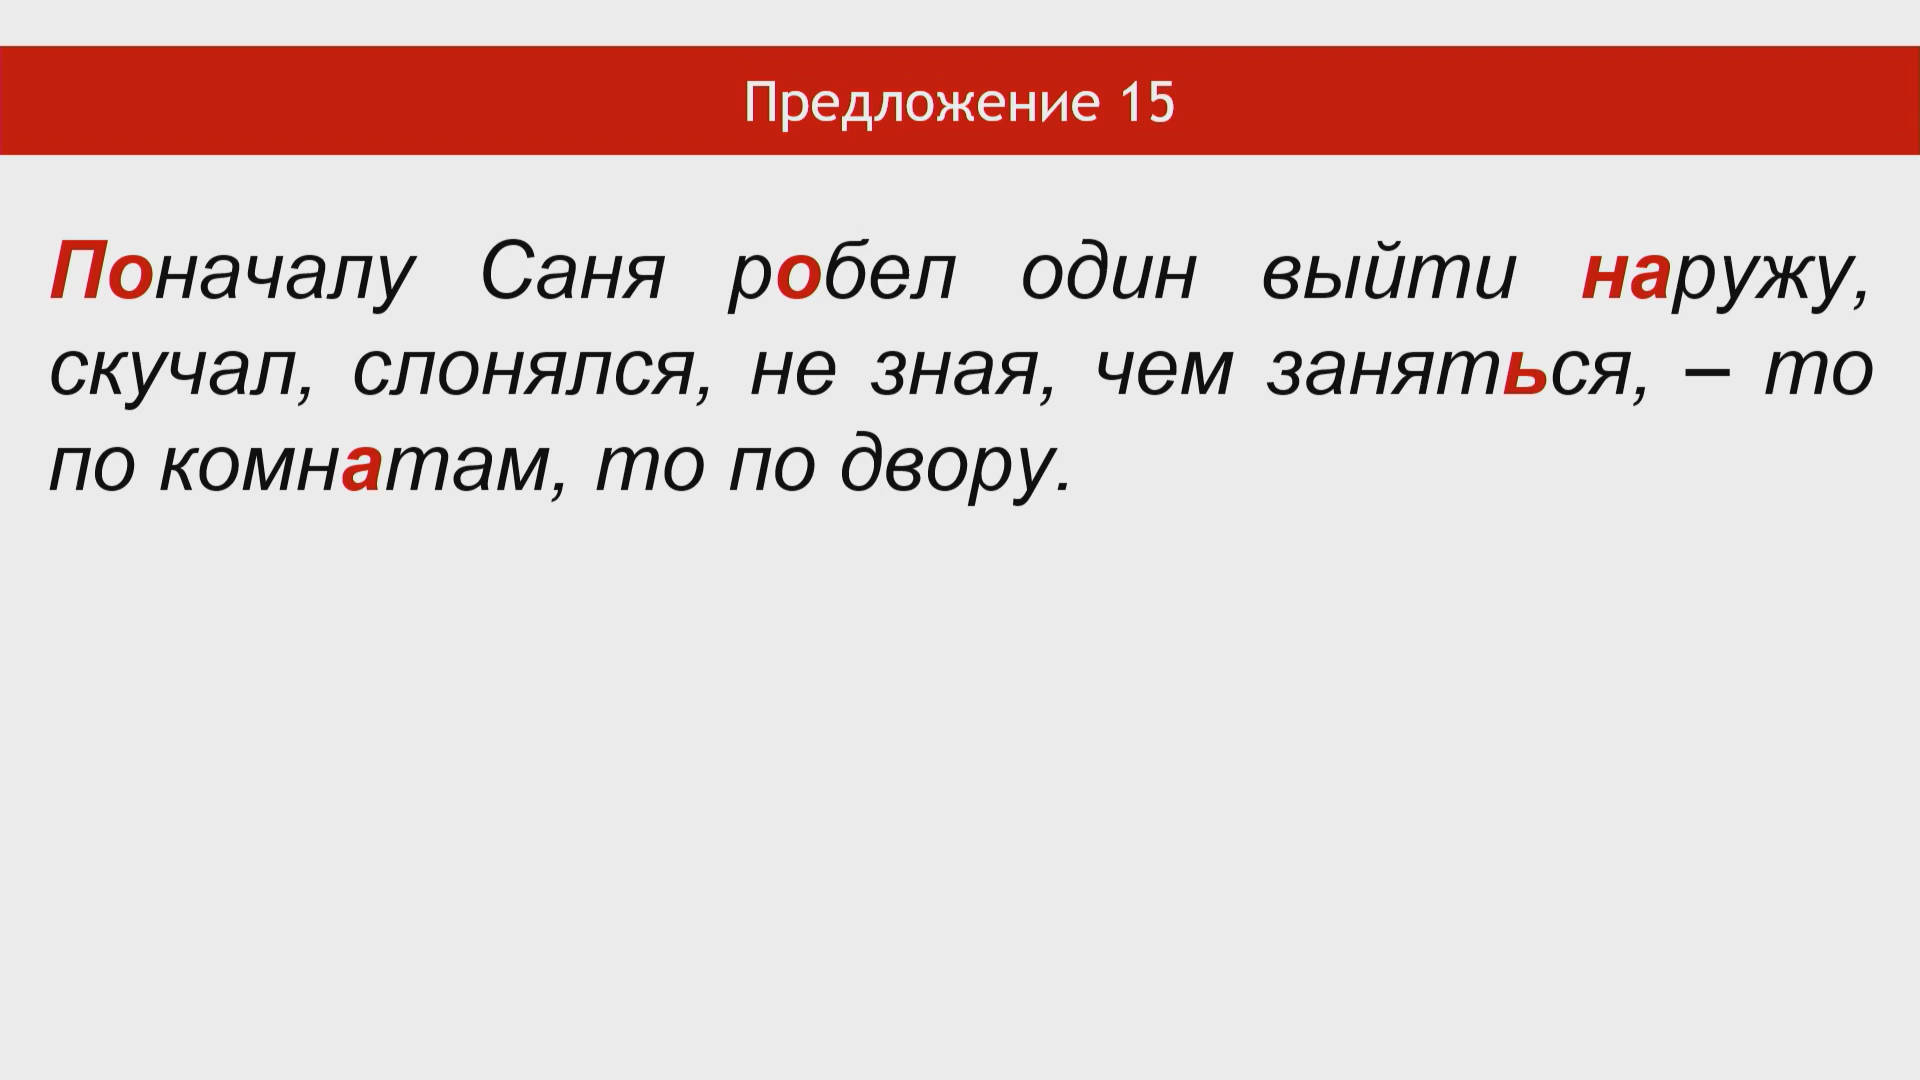 Предложение 15
Поначалу Саня робел один выйти наружу,
скучал, слонялся, не зная, чем заняться, – то
по комнатам, то по двору.